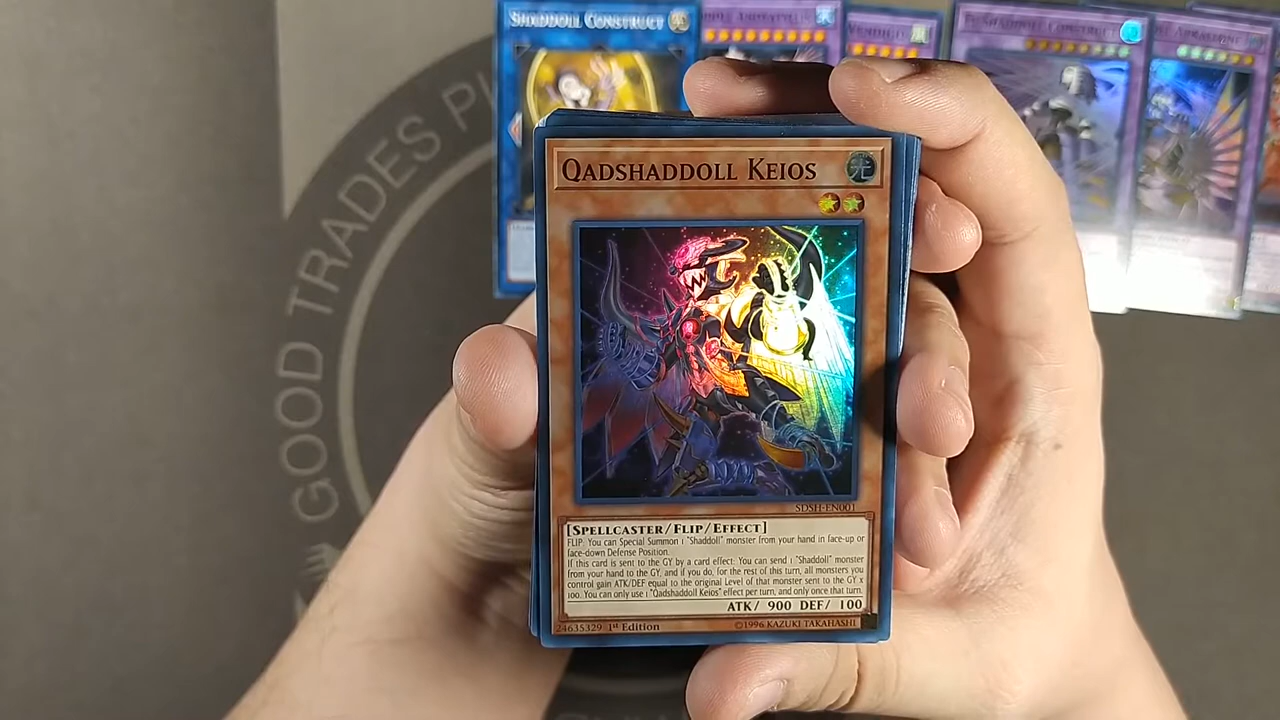 SHADDOLL CONSTRUCT
EL SHADDOLL CONSTRUCT
GOOD TRADES
QADSHADDOLL KEIOS
光
SDSH-EN001
[SPELLCASTER/FLIP/EFFECT]
FLIP: You can Special Summon 1 "Shaddoll" monster from your hand in face-up or
face-down Defense Position.
If this card is sent to the GY by a card effect: You can send 1 "Shaddoll" monster
from your hand to the GY, and if you do, for the rest of this turn, all monsters you
control gain ATK/DEF equal to the original Level of that monster sent to the GY x
100. You can only use 1 "Qadshaddoll Keios" effect per turn, and only once that turn.
ATK/ 900 DEF/ 100
24635329 1st Edition
©1996 KAZUKI TAKAHASHI